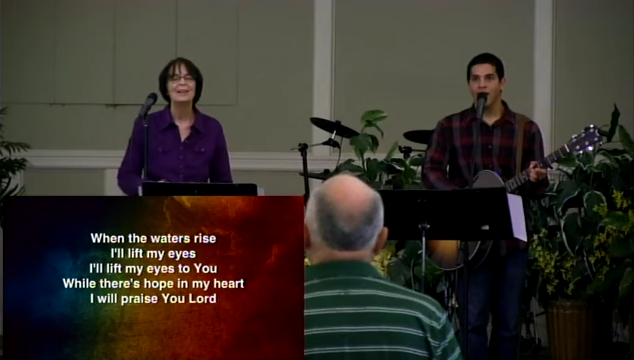 When the waters rise
I'll lift my eyes
I'll lift my eyes to You
While there's hope in my heart
I will praise You Lord